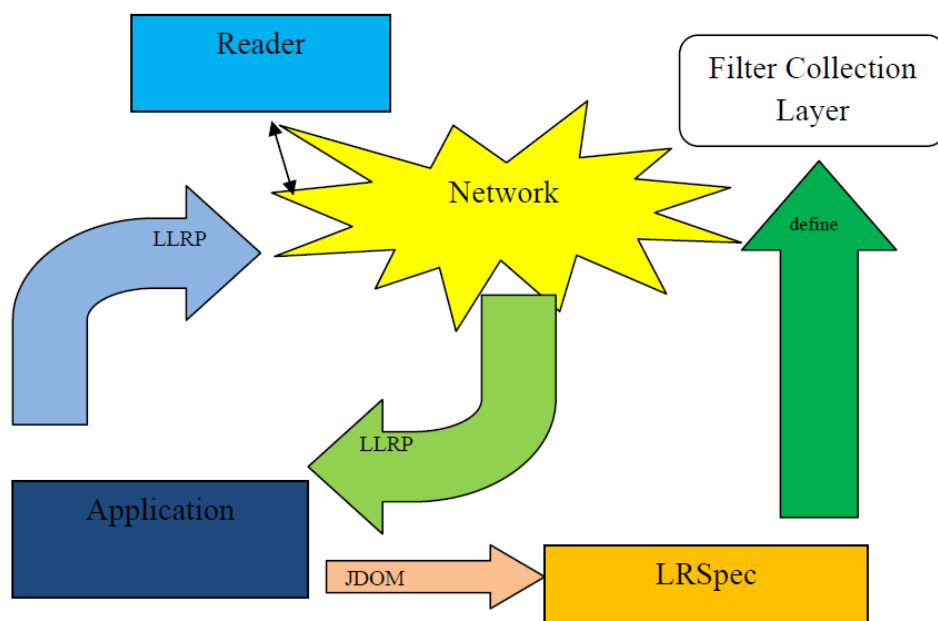 Reader
Filter Collection
Layer
Network
LLRP
define
LLRP
Application
JDOM
LRSpec